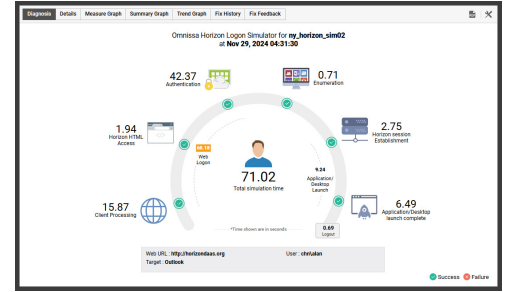 Diagnosis Details Measure Graph Summary Graph Trend Graph Fix History Fix Feedback
Omnissa Horizon Logon Simulator for ny_horizon_sim02
at Nov 29, 2024 04:31:30
42.37
Authentication
0.71
Enumeration
1.94
Horizon HTML
Access
2.75
Horizon session
Establishment
Web
Logon
71.02
Total simulation time
9.24
Application/
Desktop
Launch
15.87
Client Processing
6.49
Application/Desktop
launch complete
*Time shown are in seconds
0.69
Logout
Web URL : http://horizondaas.org
User : chn\alan
Target : Outlook
Success Failure